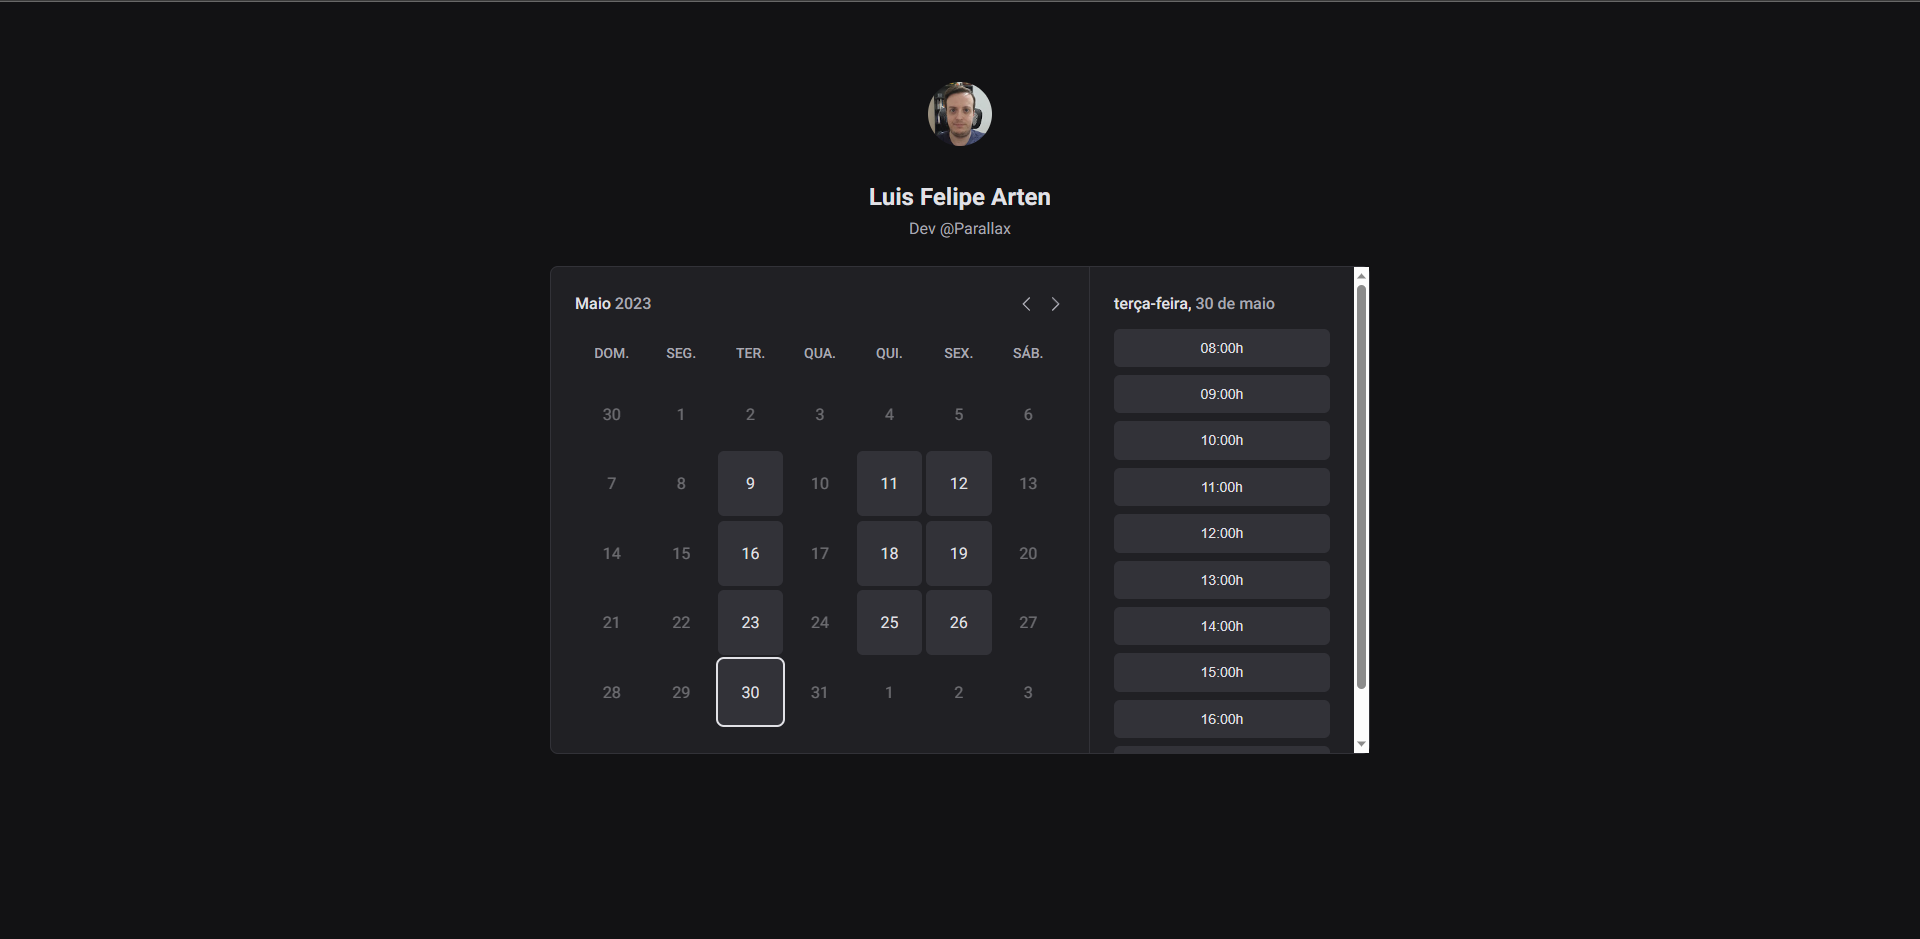 Luis Felipe Arten
Dev @Parallax
Maio 2023
DOM. SEG. TER. QUA. QUI. SEX. SÁB.
30 1 2 3 4 5 6
7 8 9 10 11 12 13
14 15 16 17 18 19 20
21 22 23 24 25 26 27
28 29 30 31 1 2 3
terça-feira, 30 de maio
08:00h
09:00h
10:00h
11:00h
12:00h
13:00h
14:00h
15:00h
16:00h